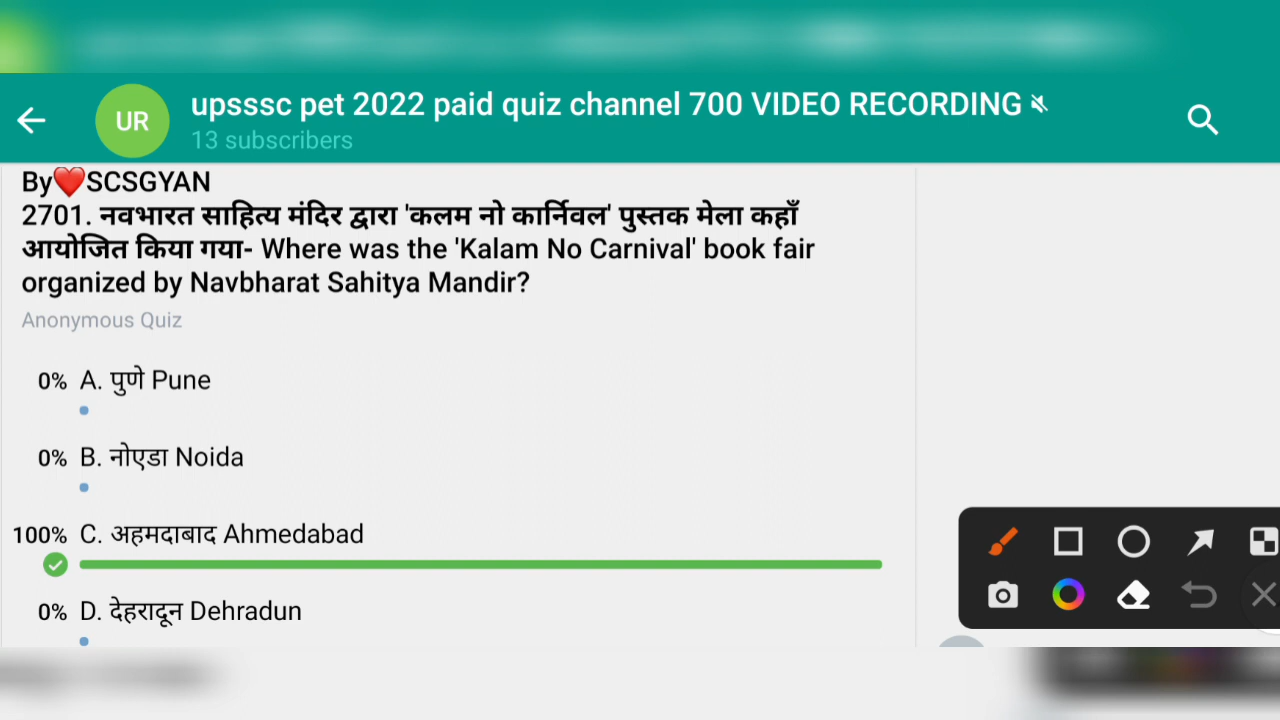 UR
upsssc pet 2022 paid quiz channel 700 VIDEO RECORDING
13 subscribers
By❤️SCSGYAN
2701. नवभारत साहित्य मंदिर द्वारा 'कलम नो कार्निवल' पुस्तक मेला कहाँ
आयोजित किया गया- Where was the 'Kalam No Carnival' book fair
organized by Navbharat Sahitya Mandir?
Anonymous Quiz
0% A. पुणे Pune
0% B. नोएडा Noida
100% C. अहमदाबाद Ahmedabad
0% D. देहरादून Dehradun